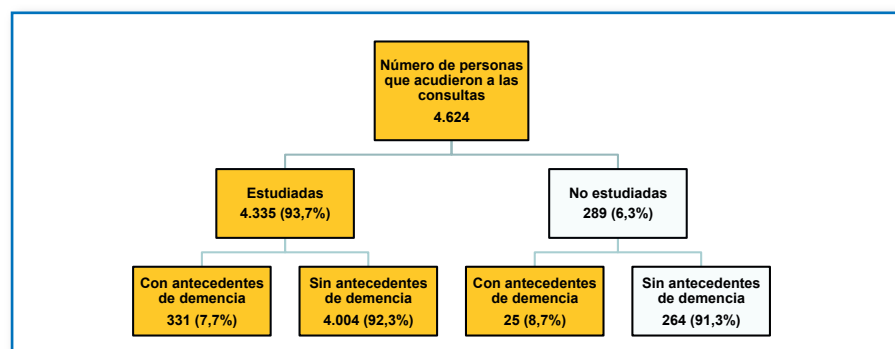 Número de personas
que acudieron a las
consultas
4.624
Estudiadas
4.335 (93,7%)
No estudiadas
289 (6,3%)
Con antecedentes
de demencia
331 (7,7%)
Sin antecedentes
de demencia
4.004 (92,3%)
Con antecedentes
de demencia
25 (8,7%)
Sin antecedentes
de demencia
264 (91,3%)